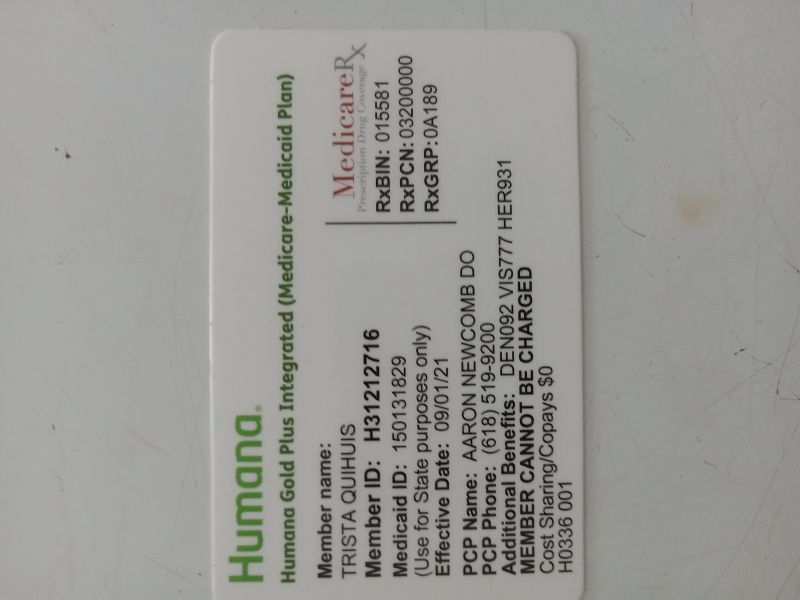 Humana.
Humana Gold Plus Integrated (Medicare-Medicaid Plan)
Member name:
TRISTA QUIHUIS
Member ID: H31212716
Medicaid ID: 150131829
(Use for State purposes only)
Effective Date: 09/01/21
MedicareRx
Prescription Drug Coverage
RxBIN: 015581
RxPCN: 03200000
RxGRP: 0A189
PCP Name: AARON NEWCOMB DO
PCP Phone: (618) 519-9200
Additional Benefits: DEN092 VIS777 HER931
MEMBER CANNOT BE CHARGED
Cost Sharing/Copays $0
H0336 001